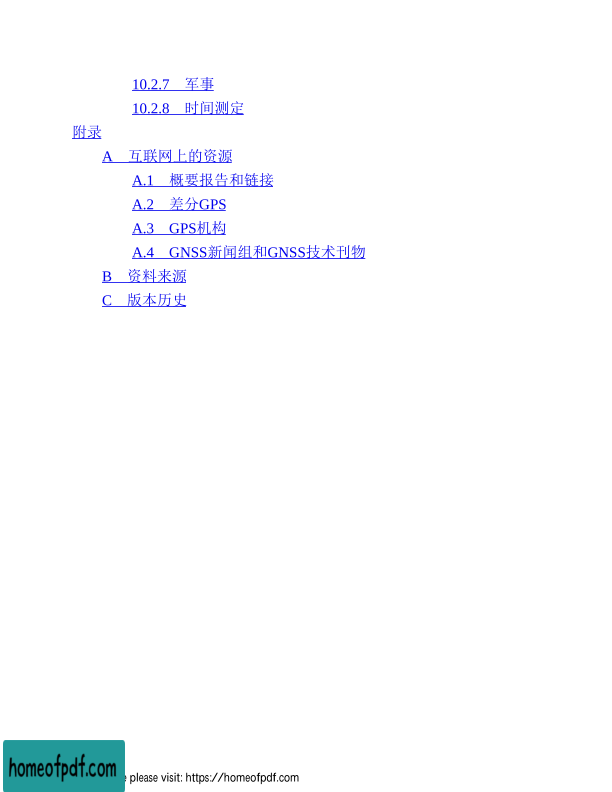 10.2.7　军事
10.2.8　时间测定
附录
A　互联网上的资源
A.1　概要报告和链接
A.2　差分GPS
A.3　GPS机构
A.4　GNSS新闻组和GNSS技术刊物
B　资料来源
C　版本历史
homeofpdf.com
please visit: https://homeofpdf.com